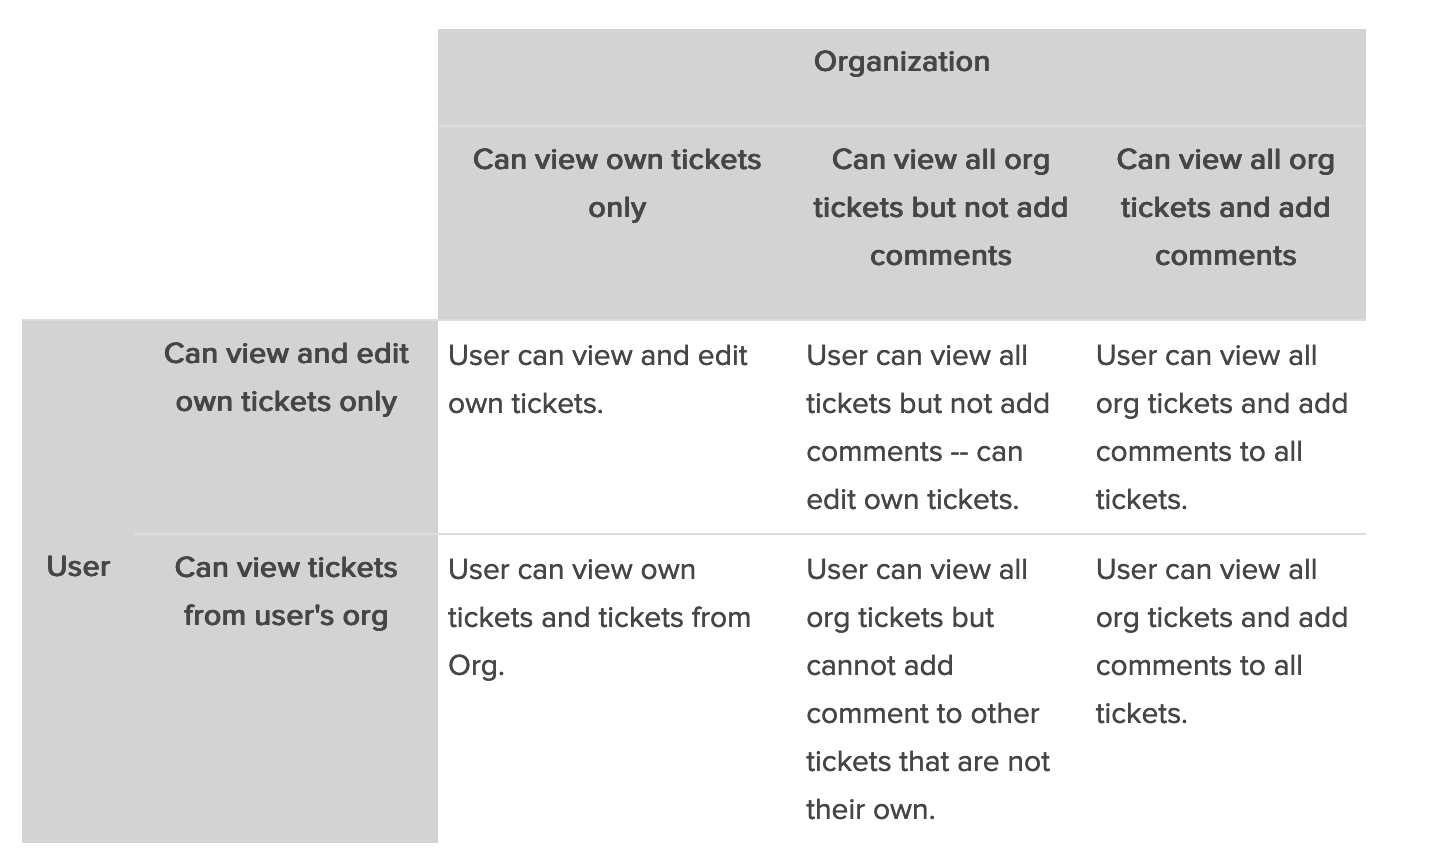 Organization
Can view own tickets
only
Can view all org
tickets but not add
comments
Can view all org
tickets and add
comments
User
Can view and edit
own tickets only
User can view and edit
own tickets.
User can view all
tickets but not add
comments -- can
edit own tickets.
User can view all
org tickets and add
comments to all
tickets.
Can view tickets
from user's org
User can view own
tickets and tickets from
Org.
User can view all
org tickets but
cannot add
comment to other
tickets that are not
their own.
User can view all
org tickets and add
comments to all
tickets.